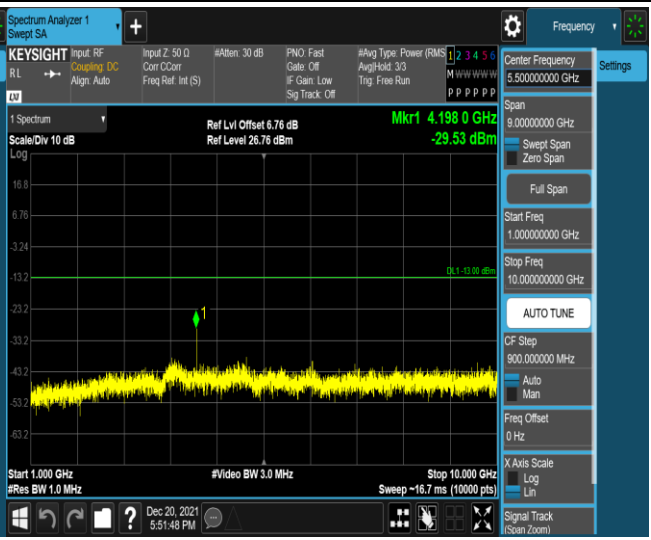 Spectrum Analyzer 1
Swept SA
Frequency
KEYSIGHT
RL
LXI
Input: RF
Coupling: DC
Align: Auto
Input Z: 50 Ω
Corr CCorr
Freq Ref: Int (S)
#Atten: 30 dB
PNO: Fast
Gate: Off
IF Gain: Low
Sig Track: Off
#Avg Type: Power (RMS
Avg|Hold: 3/3
Trig: Free Run
1 2 3 4 5 6
M W W W W W
P P P P P P
Settings
1 Spectrum
Scale/Div 10 dB
Log
Ref Lvl Offset 6.76 dB
Ref Level 26.76 dBm
Mkr1 4.198 0 GHz
-29.53 dBm
16.8
6.76
-3.24
-13.2
-23.2
-33.2
-43.2
-53.2
-63.2
DL1 -13.00 dBm
1
Start 1.000 GHz
#Res BW 1.0 MHz
#Video BW 3.0 MHz
Stop 10.000 GHz
Sweep ~16.7 ms (10000 pts)
Center Frequency
5.500000000 GHz
Span
9.00000000 GHz
Swept Span
Zero Span
Full Span
Start Freq
1.000000000 GHz
Stop Freq
10.000000000 GHz
AUTO TUNE
CF Step
900.000000 MHz
Auto
Man
Freq Offset
0 Hz
X Axis Scale
Log
Lin
Signal Track
(Span Zoom)
?
Dec 20, 2021
5:51:48 PM